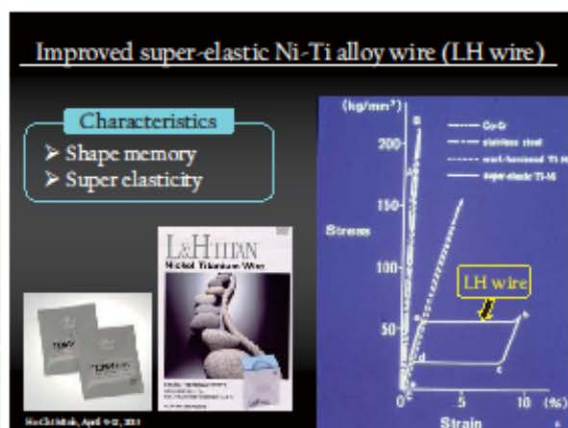 Improved super-elastic Ni-Ti alloy wire (LH wire)
Characteristics
➤ Shape memory
➤ Super elasticity
L&H TITAN
Nickel Titanium Wire
(kg/mm²)
200
150
Stress
100
50
0
5
10 (%)
Strain
Co-Cr
stainless steel
work-hardened Ti-Ni
super-elastic Ti-Ni
LH wire
B
d
c